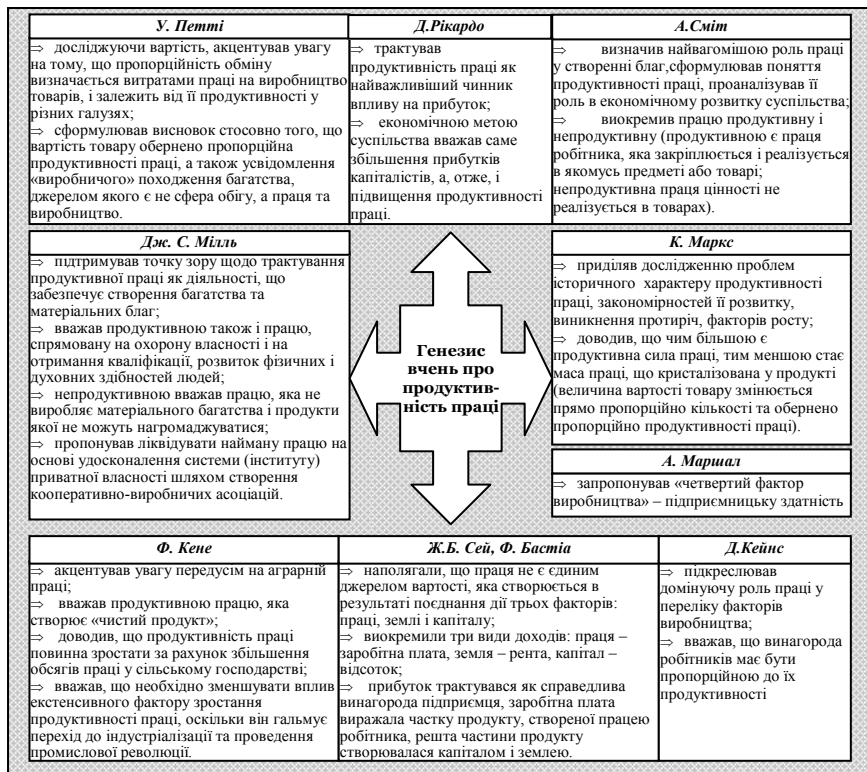 У. Петті
⇒ досліджуючи вартість, акцентував увагу
на тому, що пропорційність обміну
визначається витратами праці на виробництво
товарів, і залежить від її продуктивності у
різних галузях;
⇒ сформулював висновок стосовно того, що
вартість товару обернено пропорційна
продуктивності праці, а також усвідомлення
«виробничого» походження багатства,
джерелом якого є не сфера обігу, а праця та
виробництво.
Д.Рікардо
⇒ трактував
продуктивність праці як
найважливіший чинник
впливу на прибуток;
⇒ економічною метою
суспільства вважав саме
збільшення прибутків
капіталістів, а, отже, і
підвищення продуктивності
праці.
А.Сміт
⇒ визначив найвагомішою роль праці
у створенні благ,сформулював поняття
продуктивності праці, проаналізував її
роль в економічному розвитку суспільства;
⇒ виокремив працю продуктивну і
непродуктивну (продуктивною є праця
робітника, яка закріплюється і реалізується
в якомусь предметі або товарі;
непродуктивна праця цінності не
реалізується в товарах).
Дж. С. Мілль
⇒ підтримував точку зору щодо трактування
продуктивної праці як діяльності, що
забезпечує створення багатства та
матеріальних благ;
⇒ вважав продуктивною також і працю,
спрямовану на охорону власності і на
отримання кваліфікації, розвиток фізичних і
духовних здібностей людей;
⇒ непродуктивною вважав працю, яка не
виробляє матеріального багатства і продукти
якої не можуть нагромаджуватися;
⇒ пропонував ліквідувати найману працю на
основі удосконалення системи (інституту)
приватної власності шляхом створення
кооперативно-виробничих асоціацій.
Генезис
вчень про
продуктив-
ність праці
К. Маркс
⇒ приділяв дослідженню проблем
історичного характеру продуктивності
праці, закономірностей її розвитку,
виникнення протиріч, факторів росту;
⇒ доводив, що чим більшою є
продуктивна сила праці, тим меншою стає
маса праці, що кристалізована у продукті
(величина вартості товару змінюється
прямо пропорційно кількості та обернено
пропорційно продуктивності праці).
А. Маршал
⇒ запропонував «четвертий фактор
виробництва» – підприємницьку здатність
Ф. Кене
⇒ акцентував увагу передусім на аграрній
праці;
⇒ вважав продуктивною працю, яка
створює «чистий продукт»;
⇒ доводив, що продуктивність праці
повинна зростати за рахунок збільшення
обсягів праці у сільському господарстві;
⇒ вважав, що необхідно зменшувати вплив
екстенсивного фактору зростання
продуктивності праці, оскільки він гальмує
перехід до індустріалізації та проведення
промислової революції.
Ж.Б. Сей, Ф. Бастіа
⇒ наполягали, що праця не є єдиним
джерелом вартості, яка створюється в
результаті поєднання дії трьох факторів:
праці, землі і капіталу;
⇒ виокремили три види доходів: праця –
заробітна плата, земля – рента, капітал –
відсоток;
⇒ прибуток трактувався як справедлива
винагорода підприємця, заробітна плата
виражала частку продукту, створеної працею
робітника, решта частини продукту
створювалася капіталом і землею.
Д.Кейнс
⇒ підкреслював
домінуючу роль праці у
переліку факторів
виробництва;
⇒ вважав, що винагорода
робітників має бути
пропорційною до їх
продуктивності